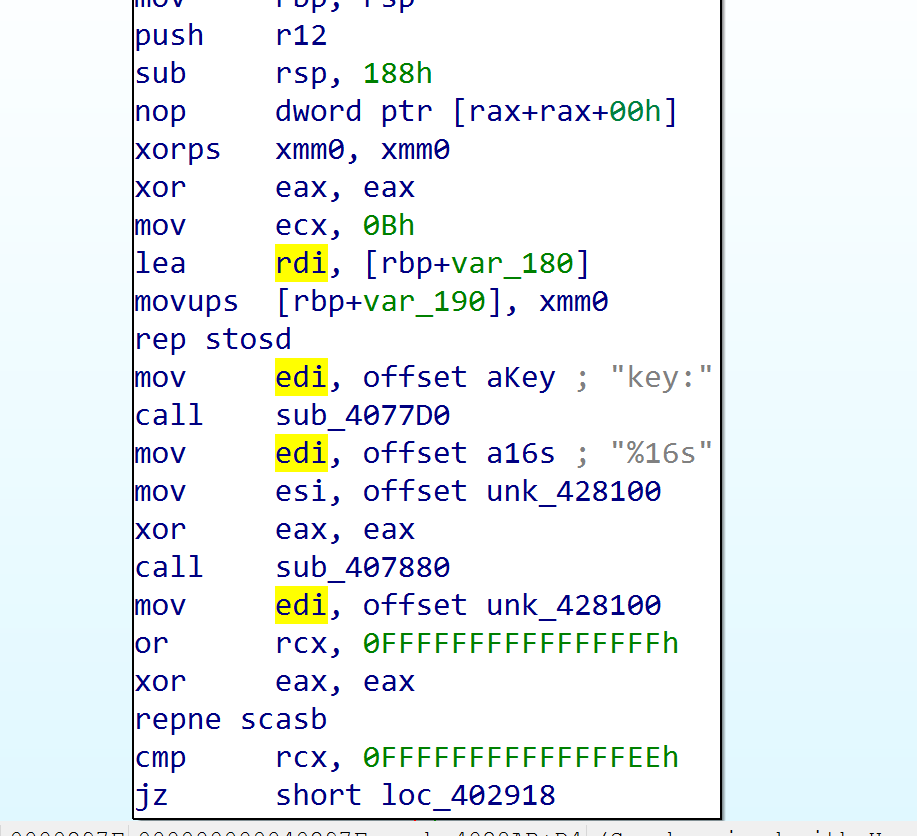 mov rbp, rsp
push r12
sub rsp, 188h
nop dword ptr [rax+rax+00h]
xorps xmm0, xmm0
xor eax, eax
mov ecx, 0Bh
lea rdi, [rbp+var_180]
movups [rbp+var_190], xmm0
rep stosd
mov edi, offset aKey ; "key:"
call sub_4077D0
mov edi, offset a16s ; "%16s"
mov esi, offset unk_428100
xor eax, eax
call sub_407880
mov edi, offset unk_428100
or rcx, 0FFFFFFFFFFFFFFFFh
xor eax, eax
repne scasb
cmp rcx, 0FFFFFFFFFFFFFFEEh
jz short loc_402918